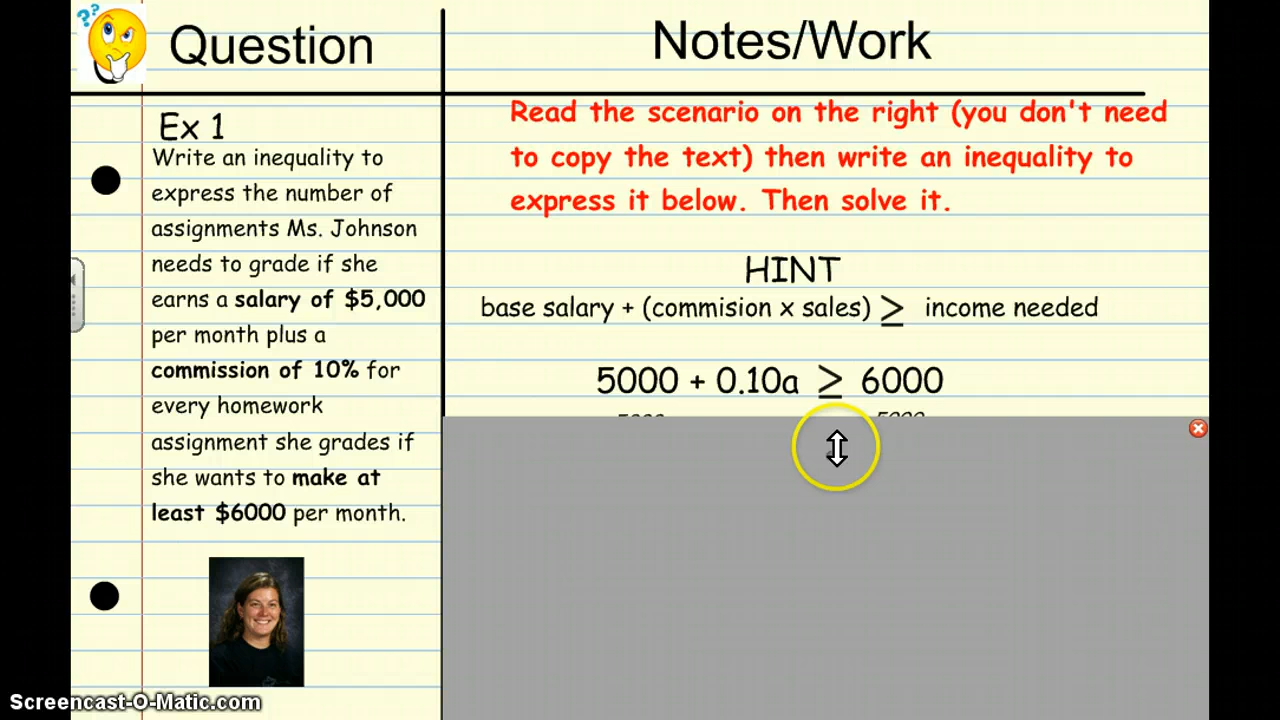 ??
Question
Notes/Work
Ex 1
Write an inequality to
express the number of
assignments Ms. Johnson
needs to grade if she
earns a salary of $5,000
per month plus a
commission of 10% for
every homework
assignment she grades if
she wants to make at
least $6000 per month.
Read the scenario on the right (you don't need
to copy the text) then write an inequality to
express it below. Then solve it.
HINT
base salary + (commision x sales) ≥ income needed
5000 + 0.10a ≥ 6000
Screencast-O-Matic.com